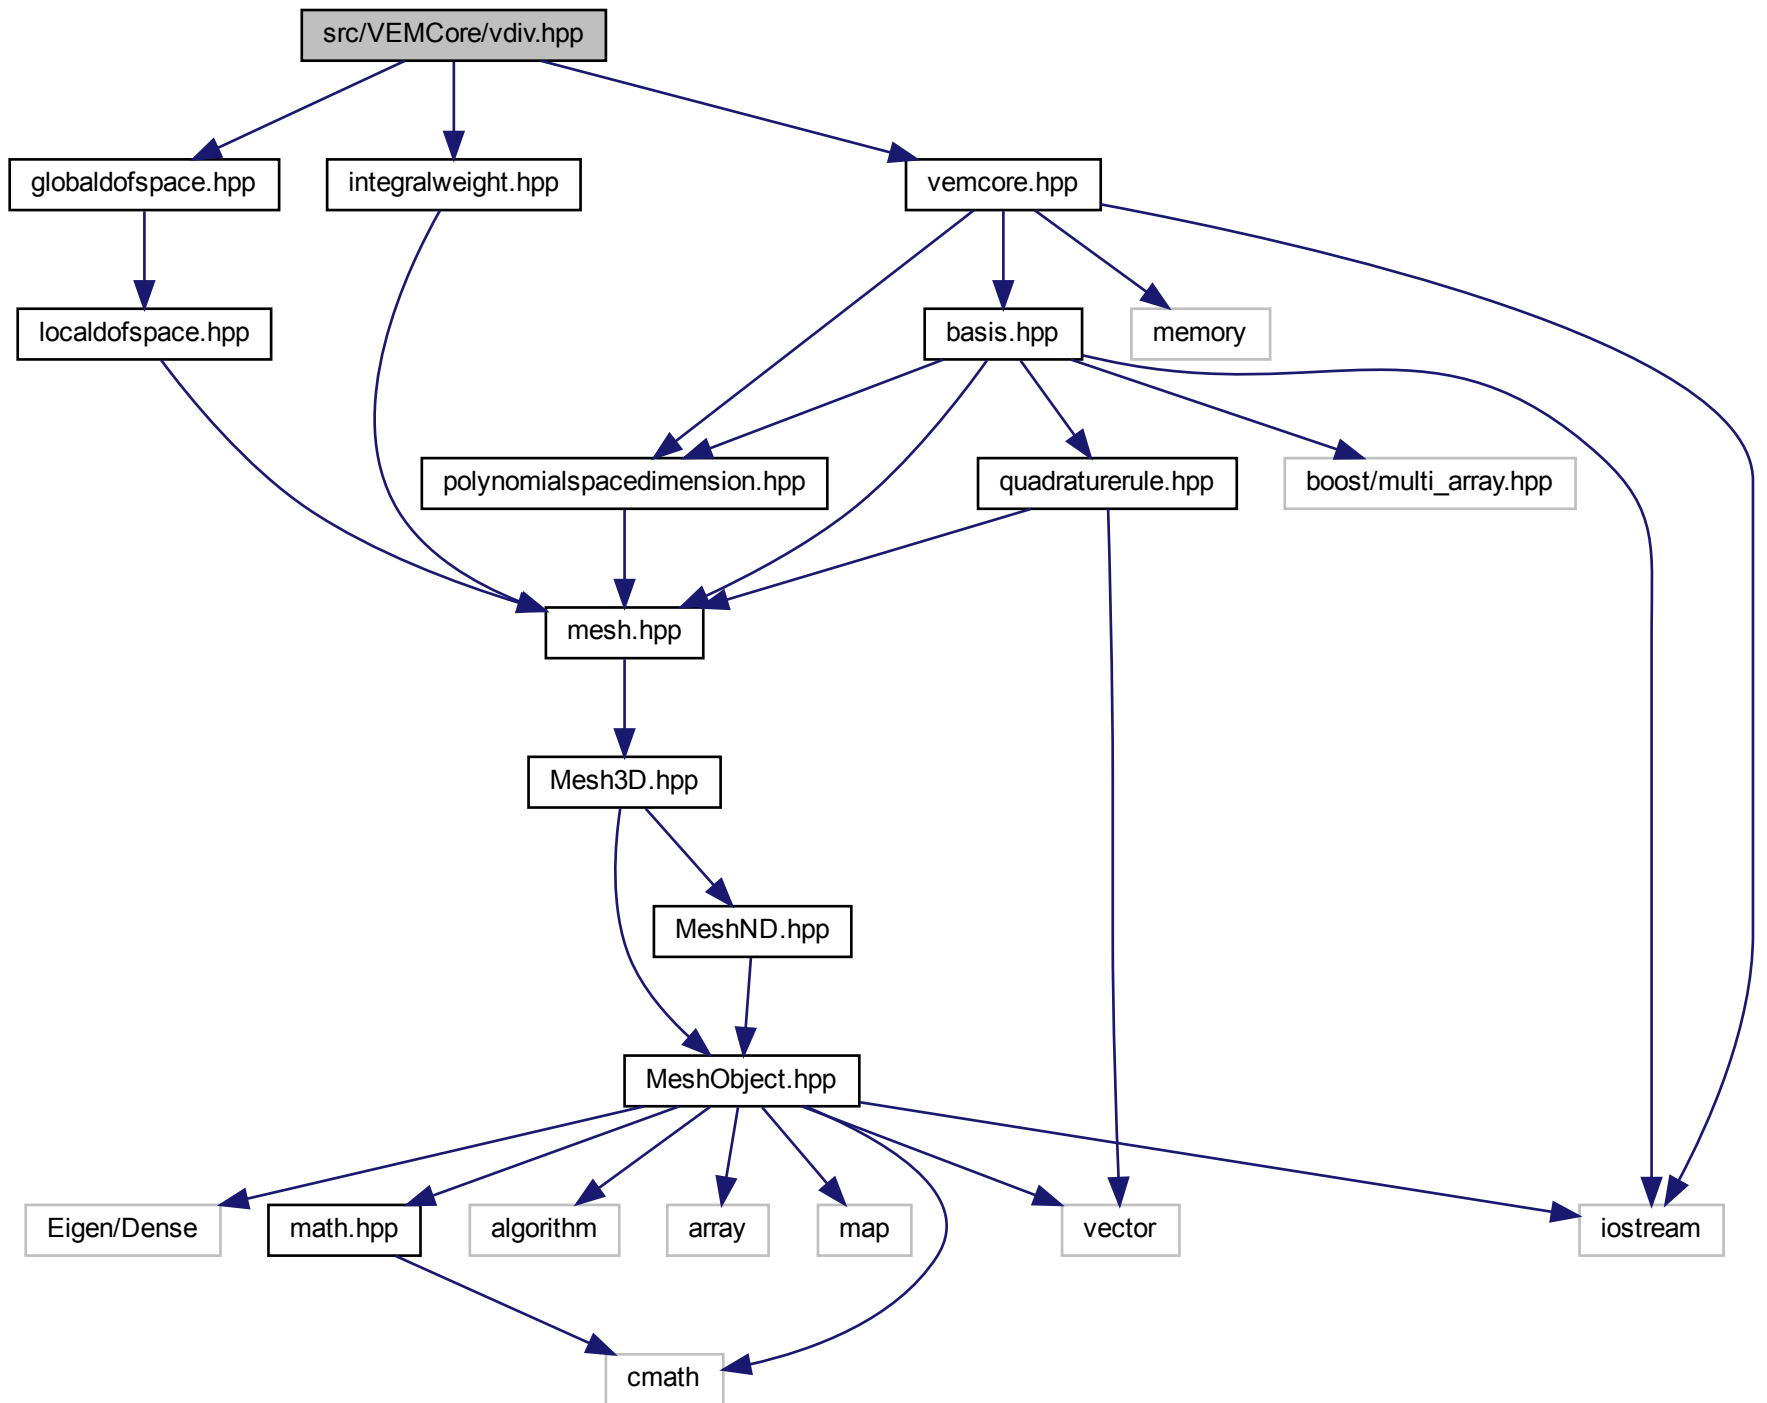 src/VEMCore/vdiv.hpp
globaldofspace.hpp
integralweight.hpp
vemcore.hpp
localdofspace.hpp
basis.hpp
memory
polynomialspacedimension.hpp
quadraturerule.hpp
boost/multi_array.hpp
mesh.hpp
Mesh3D.hpp
MeshND.hpp
MeshObject.hpp
Eigen/Dense
math.hpp
algorithm
array
map
vector
iostream
cmath